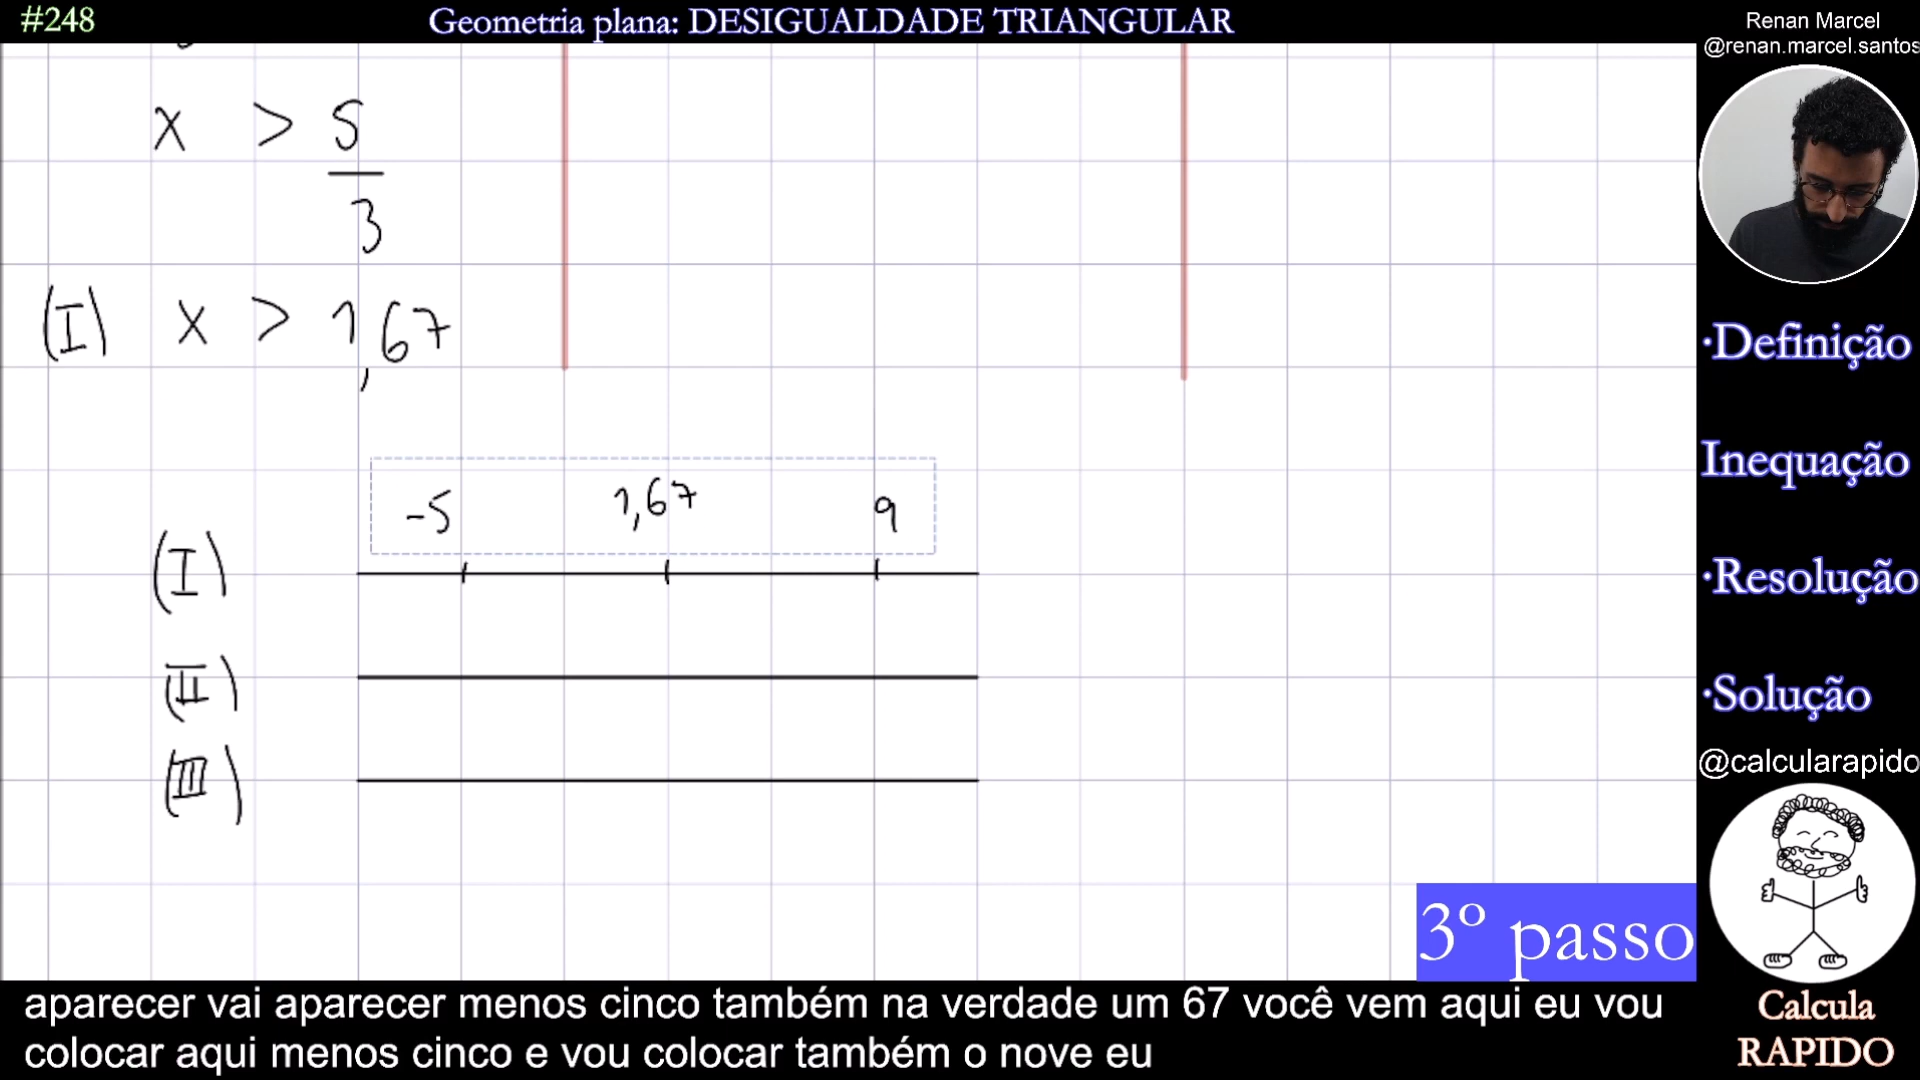 #248
Geometria plana: DESIGUALDADE TRIANGULAR
Renan Marcel
@renan.marcel.santos
x > 5
3
(I) x > 1,67
-5 1,67 9
(I)
(II)
(III)
·Definição
Inequação
·Resolução
·Solução
@calcularapido
3º passo
Calcula
RAPIDO
aparecer vai aparecer menos cinco também na verdade um 67 você vem aqui eu vou
colocar aqui menos cinco e vou colocar também o nove eu